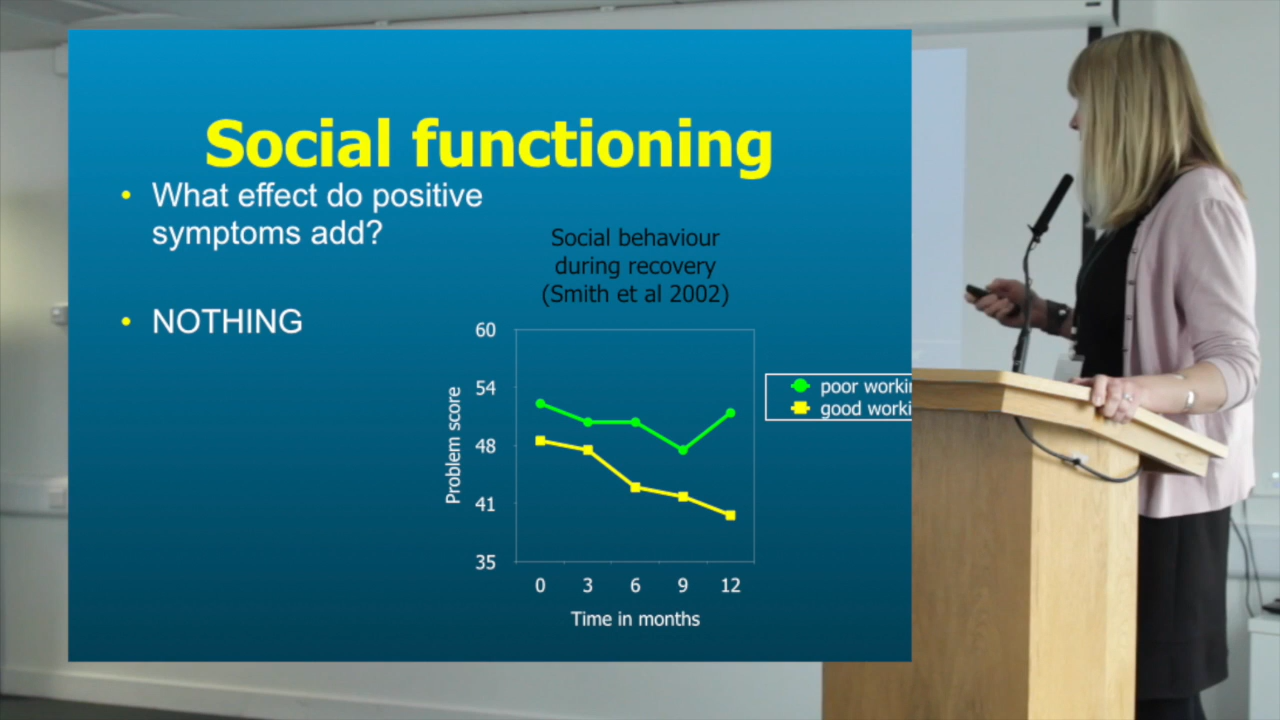 Social functioning
• What effect do positive
symptoms add?
• NOTHING
Social behaviour
during recovery
(Smith et al 2002)
60
54
48
41
35
Problem score
0 3 6 9 12
Time in months
poor
good